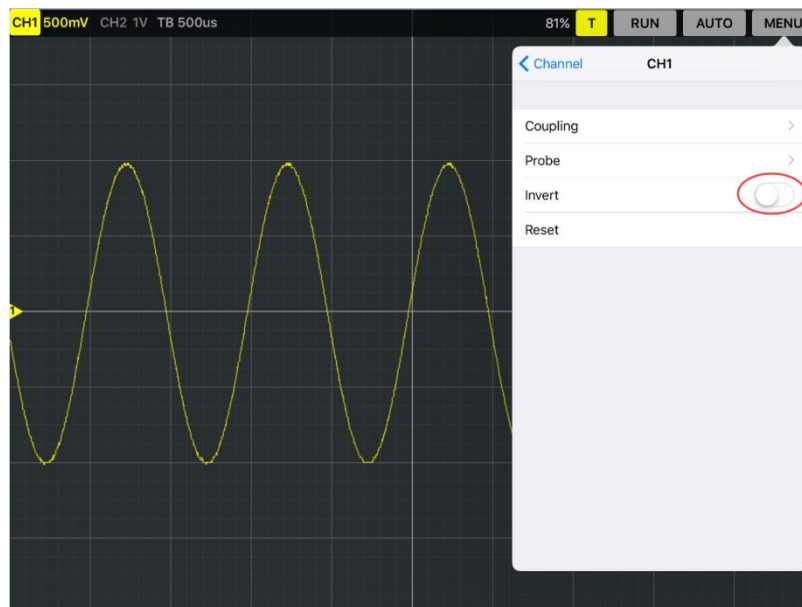 CH1 500mV CH2 1V TB 500us 81% T RUN AUTO MENU
Channel CH1
Coupling
Probe
Invert
Reset
1